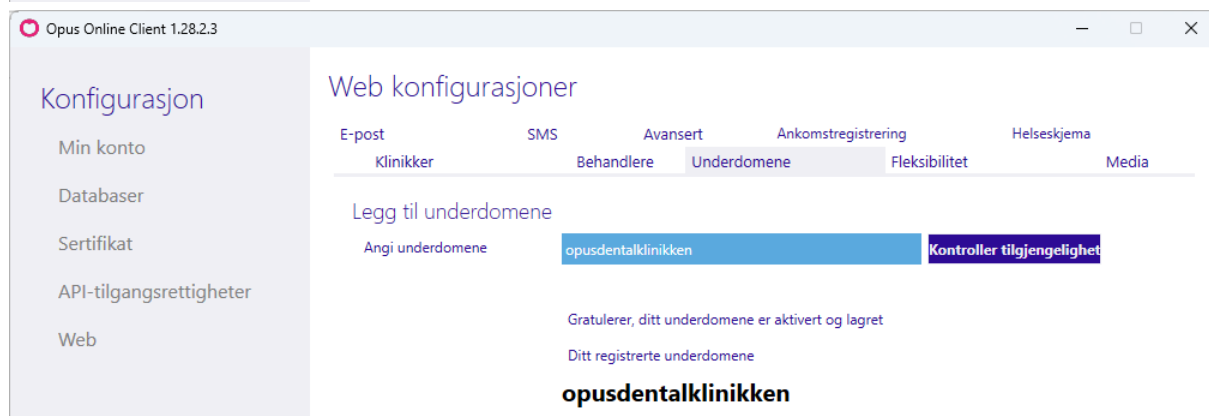 Opus Online Client 1.28.2.3
Konfigurasjon
Min konto
Databaser
Sertifikat
API-tilgangsrettigheter
Web
Web konfigurasjoner
E-post SMS Avansert Ankomstregistrering Helseskjema
Klinikker Behandlere Underdomene Fleksibilitet Media
Legg til underdomene
Angi underdomene opusdentalklinikken Kontroller tilgjengelighet
Gratulerer, ditt underdomene er aktivert og lagret
Ditt registrerte underdomene
opusdentalklinikken